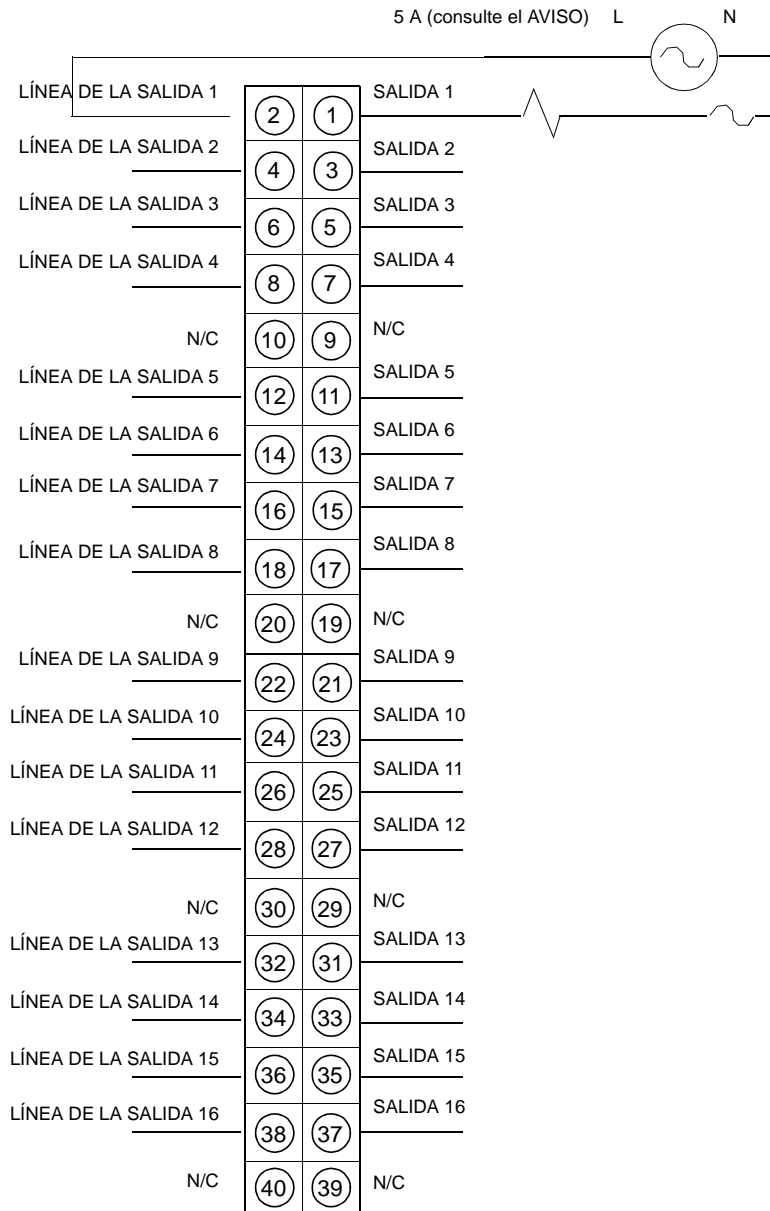 5 A (consulte el AVISO) L N
LÍNEA DE LA SALIDA 1 2 1 SALIDA 1
LÍNEA DE LA SALIDA 2 4 3 SALIDA 2
LÍNEA DE LA SALIDA 3 6 5 SALIDA 3
LÍNEA DE LA SALIDA 4 8 7 SALIDA 4
N/C 10 9 N/C
LÍNEA DE LA SALIDA 5 12 11 SALIDA 5
LÍNEA DE LA SALIDA 6 14 13 SALIDA 6
LÍNEA DE LA SALIDA 7 16 15 SALIDA 7
LÍNEA DE LA SALIDA 8 18 17 SALIDA 8
N/C 20 19 N/C
LÍNEA DE LA SALIDA 9 22 21 SALIDA 9
LÍNEA DE LA SALIDA 10 24 23 SALIDA 10
LÍNEA DE LA SALIDA 11 26 25 SALIDA 11
LÍNEA DE LA SALIDA 12 28 27 SALIDA 12
N/C 30 29 N/C
LÍNEA DE LA SALIDA 13 32 31 SALIDA 13
LÍNEA DE LA SALIDA 14 34 33 SALIDA 14
LÍNEA DE LA SALIDA 15 36 35 SALIDA 15
LÍNEA DE LA SALIDA 16 38 37 SALIDA 16
N/C 40 39 N/C